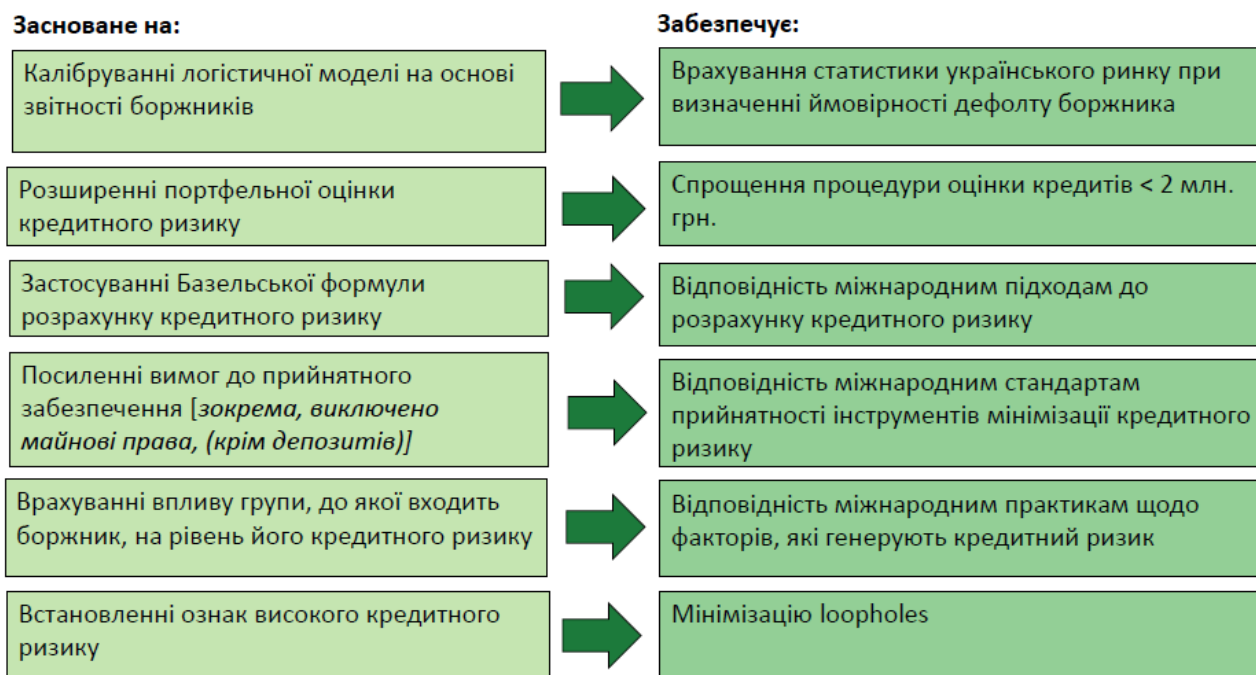 Засноване на:
Забезпечує:
Калібруванні логістичної моделі на основі
звітності боржників
Врахування статистики українського ринку при
визначенні ймовірності дефолту боржника
Розширенні портфельної оцінки
кредитного ризику
Спрощення процедури оцінки кредитів < 2 млн.
грн.
Застосуванні Базельської формули
розрахунку кредитного ризику
Відповідність міжнародним підходам до
розрахунку кредитного ризику
Посиленні вимог до прийнятного
забезпечення [зокрема, виключено
майнові права, (крім депозитів)]
Відповідність міжнародним стандартам
прийнятності інструментів мінімізації кредитного
ризику
Врахуванні впливу групи, до якої входить
боржник, на рівень його кредитного ризику
Відповідність міжнародним практикам щодо
факторів, які генерують кредитний ризик
Встановленні ознак високого кредитного
ризику
Мінімізацію loopholes